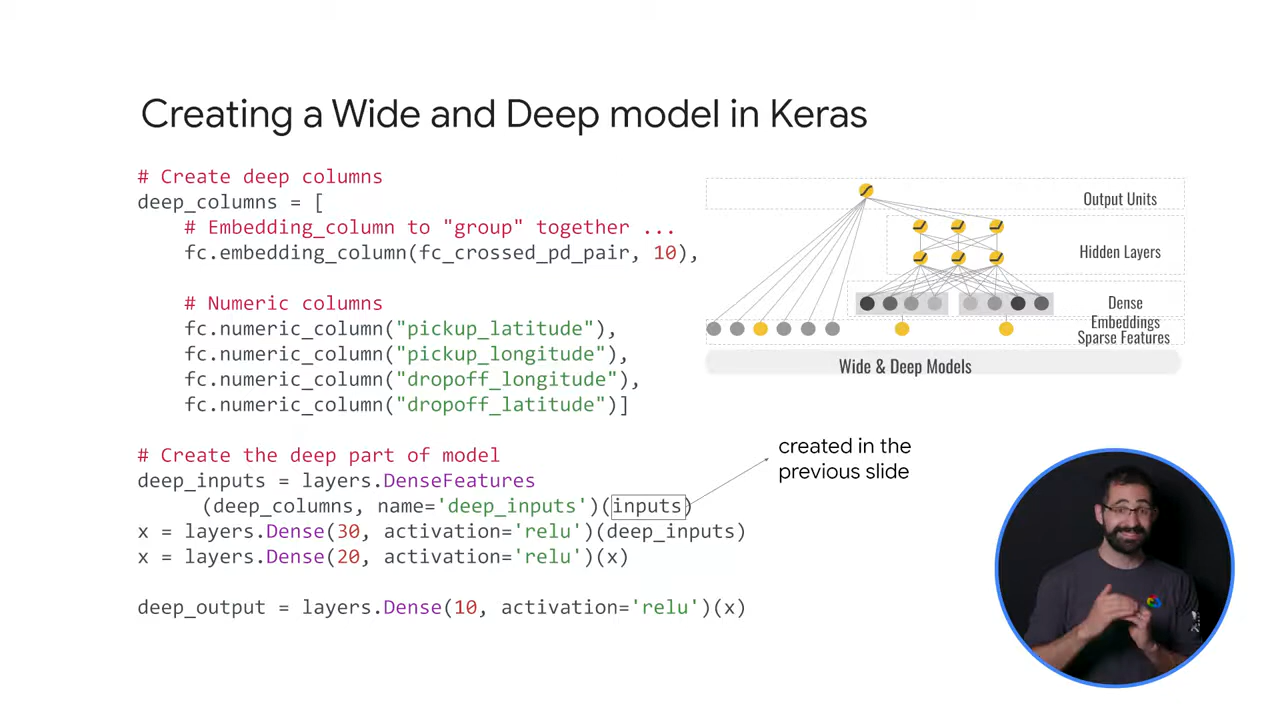 Creating a Wide and Deep model in Keras
# Create deep columns
deep_columns = [
# Embedding_column to "group" together ...
fc.embedding_column(fc_crossed_pd_pair, 10),
# Numeric columns
fc.numeric_column("pickup_latitude"),
fc.numeric_column("pickup_longitude"),
fc.numeric_column("dropoff_longitude"),
fc.numeric_column("dropoff_latitude")]
# Create the deep part of model
deep_inputs = layers.DenseFeatures
(deep_columns, name='deep_inputs')(inputs)
x = layers.Dense(30, activation='relu')(deep_inputs)
x = layers.Dense(20, activation='relu')(x)
deep_output = layers.Dense(10, activation='relu')(x)
Output Units
Hidden Layers
Dense
Embeddings
Sparse Features
Wide & Deep Models
created in the
previous slide